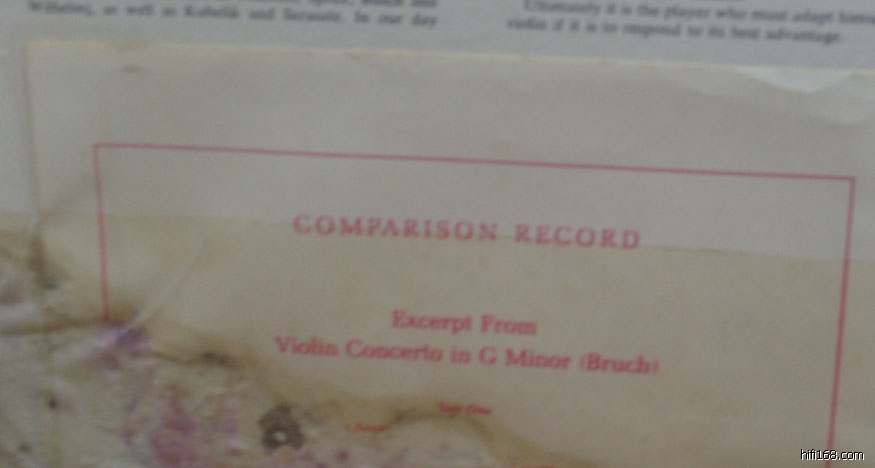 Wilhelmj, as well as Kubelik and Sarasate. In our day
Ultimately it is the player who must adapt
violin if it is to respond to its best advantage.
COMPARISON RECORD
Excerpt From
Violin Concerto in G Minor (Bruch)
Side One
hifi168.com